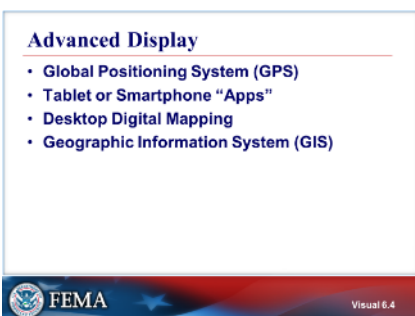 Advanced Display
• Global Positioning System (GPS)
• Tablet or Smartphone “Apps”
• Desktop Digital Mapping
• Geographic Information System (GIS)
FEMA
Visual 6.4